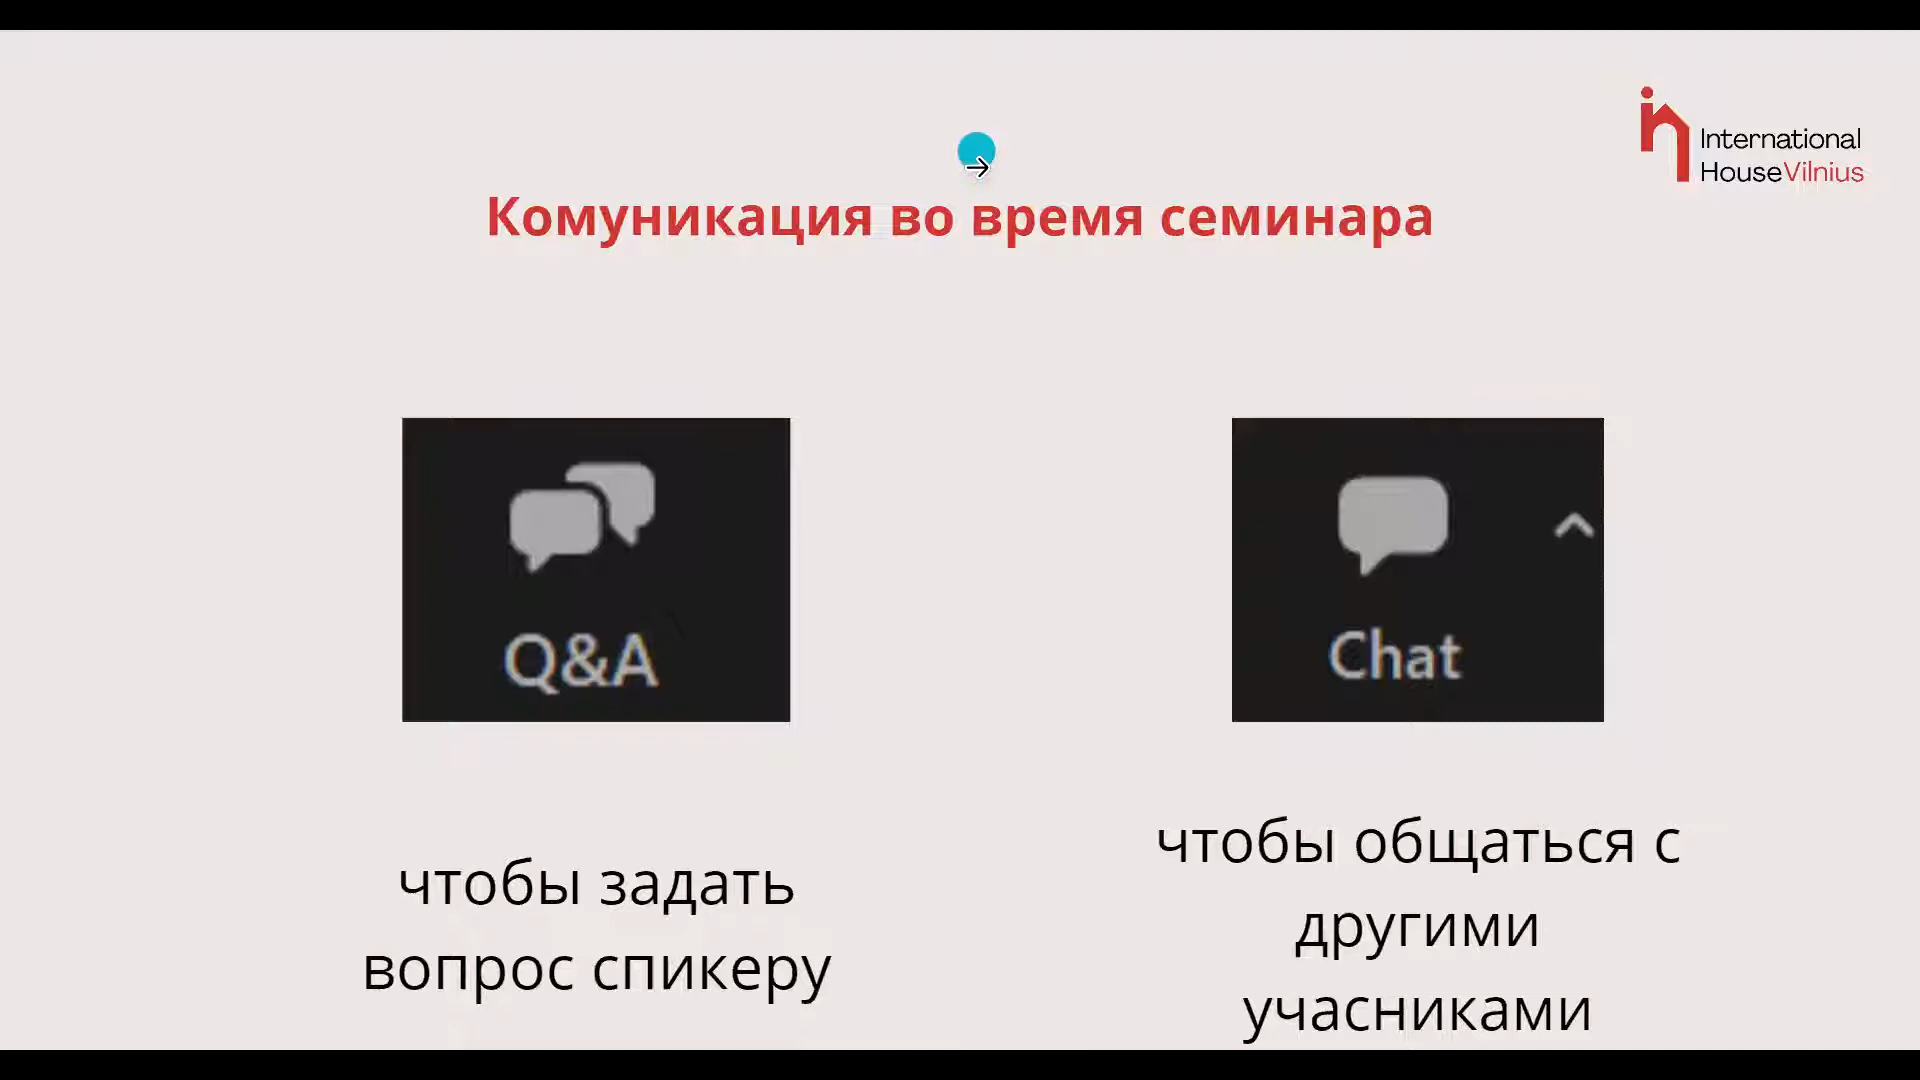 International
HouseVilnius
Комуникация во время семинара
Q&A
Chat
чтобы задать
вопрос спикеру
чтобы общаться с
другими
учасниками